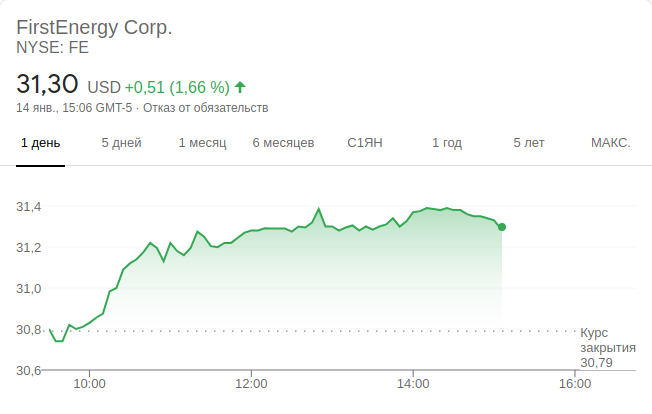 FirstEnergy Corp.
NYSE: FE
31,30 USD +0,51 (1,66 %)
14 янв., 15:06 GMT-5 · Отказ от обязательств
1 день 5 дней 1 месяц 6 месяцев С1ЯН 1 год 5 лет МАКС.
31,4
31,2
31,0
30,8
Курс
закрытия
30,79
30,6
10:00 12:00 14:00 16:00